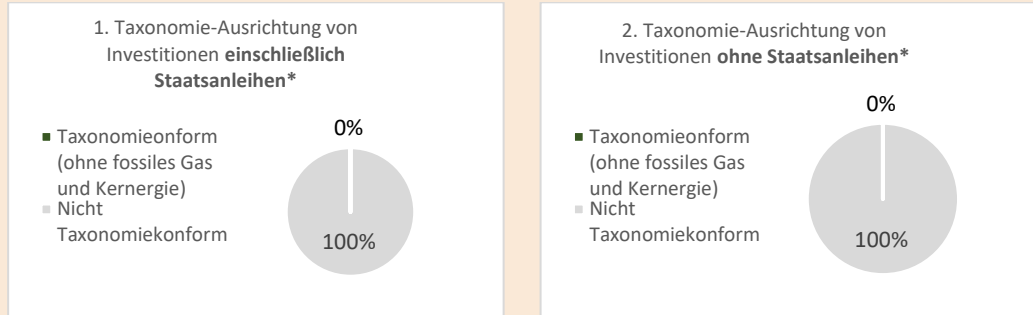 1. Taxonomie-Ausrichtung von
Investitionen einschließlich
Staatsanleihen*
Taxonomieonform
(ohne fossiles Gas
und Kernergie)
Nicht
Taxonomiekonform
0%
100%
2. Taxonomie-Ausrichtung von
Investitionen ohne Staatsanleihen*
Taxonomieonform
(ohne fossiles Gas
und Kernergie)
Nicht
Taxonomiekonform
0%
100%